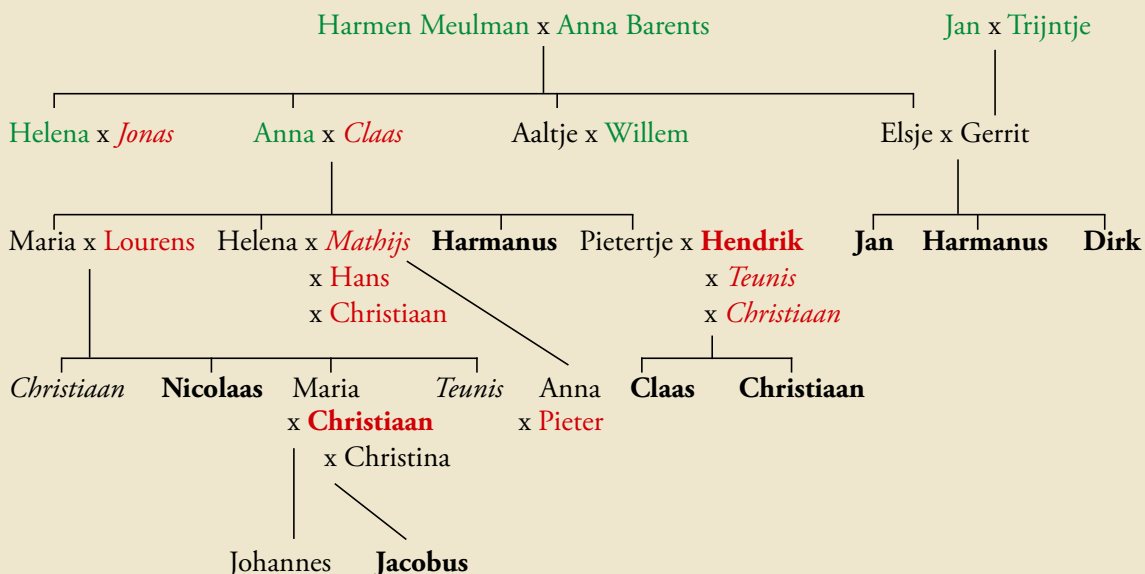 Harmen Meulman x Anna Barents Jan x Trijntje
Helena x Jonas Anna x Claas Aaltje x Willem Elsje x Gerrit
Maria x Lourens Helena x Mathijs Harmanus Pietertje x Hendrik Jan Harmanus Dirk
x Hans x Teunis
x Christiaan x Christiaan
Christiaan Nicolaas Maria Teunis Anna Claas Christiaan
x Christiaan x Pieter
x Christina
Johannes Jacobus